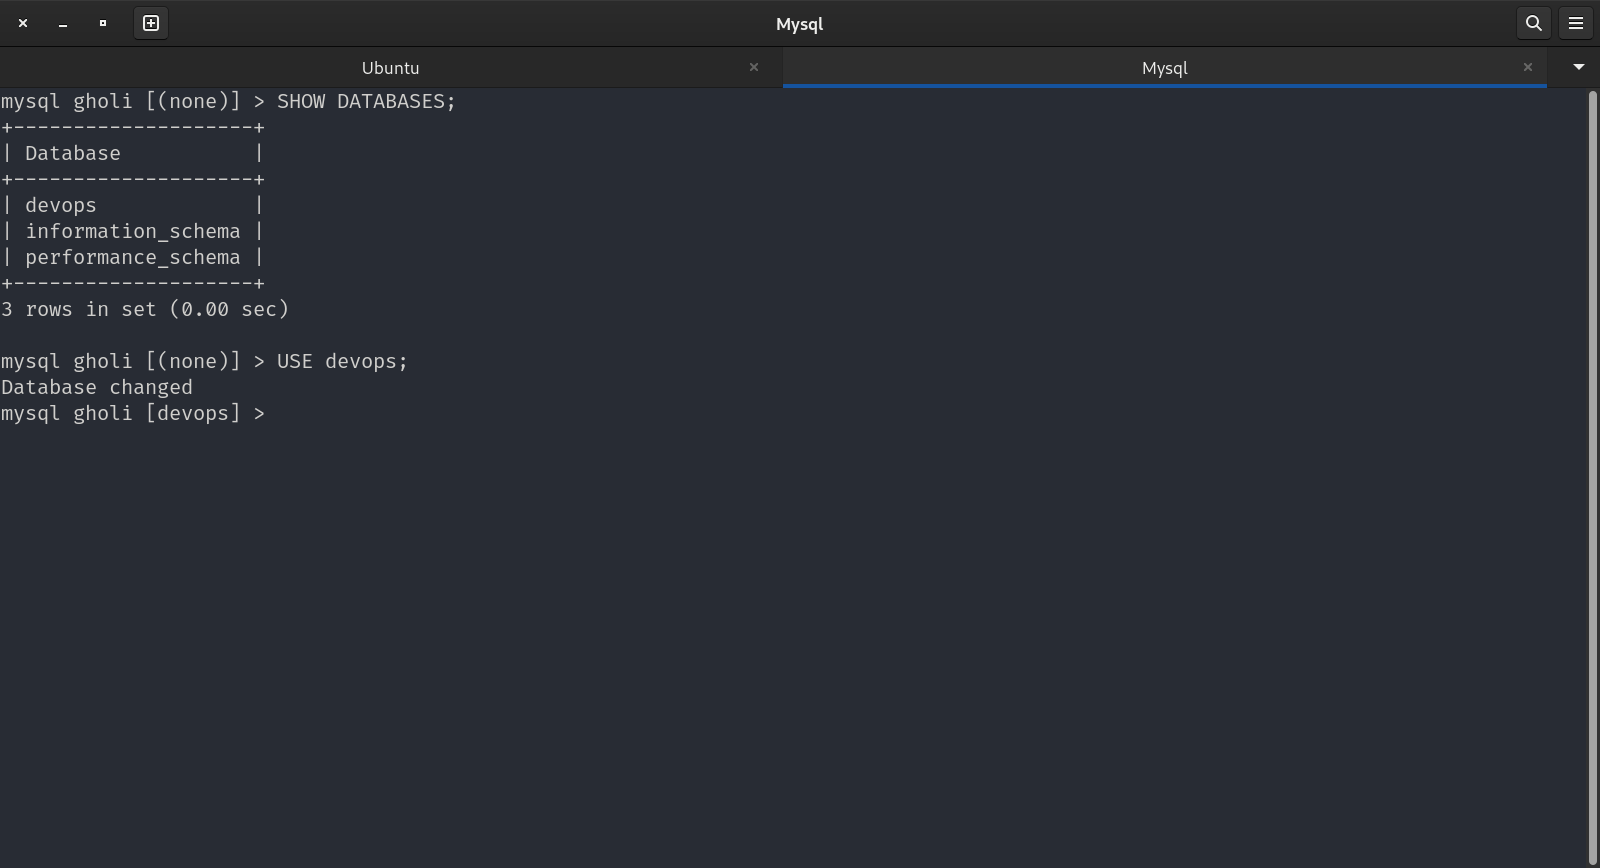 Mysql
Ubuntu
Mysql
mysql gholi [(none)] > SHOW DATABASES;
+--------------------+
| Database           |
+--------------------+
| devops             |
| information_schema |
| performance_schema |
+--------------------+
3 rows in set (0.00 sec)
mysql gholi [(none)] > USE devops;
Database changed
mysql gholi [devops] >